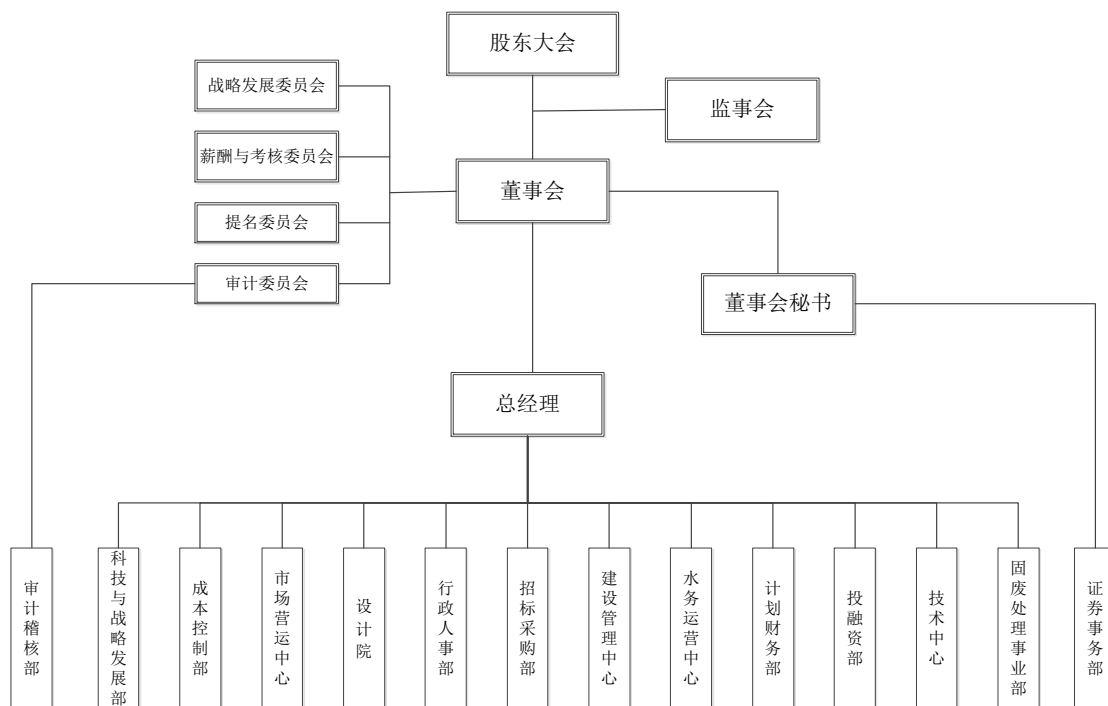 股东大会
战略发展委员会
监事会
薪酬与考核委员会
董事会
提名委员会
审计委员会
董事会秘书
总经理
审计稽核部
科技与战略发展部
成本控制部
市场营运中心
设计院
行政人事部
招标采购部
建设管理中心
水务运营中心
计划财务部
投融资部
技术中心
固废处理事业部
证券事务部